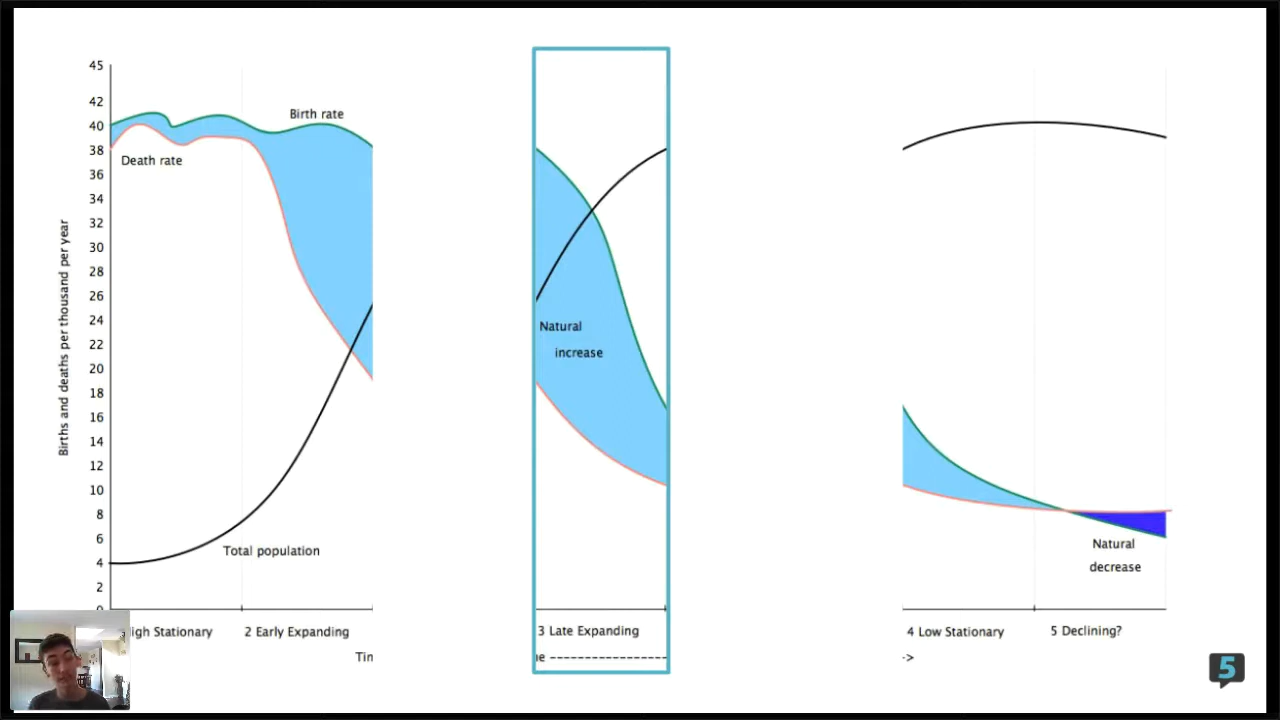 45
42
40
38
36
34
32
30
28
26
24
22
20
18
16
14
12
10
8
6
4
2
Births and deaths per thousand per year
Birth rate
Death rate
Total population
Natural
increase
Natural
decrease
igh Stationary
2 Early Expanding
3 Late Expanding
4 Low Stationary
5 Declining?
Tin
e --------------------
->
5